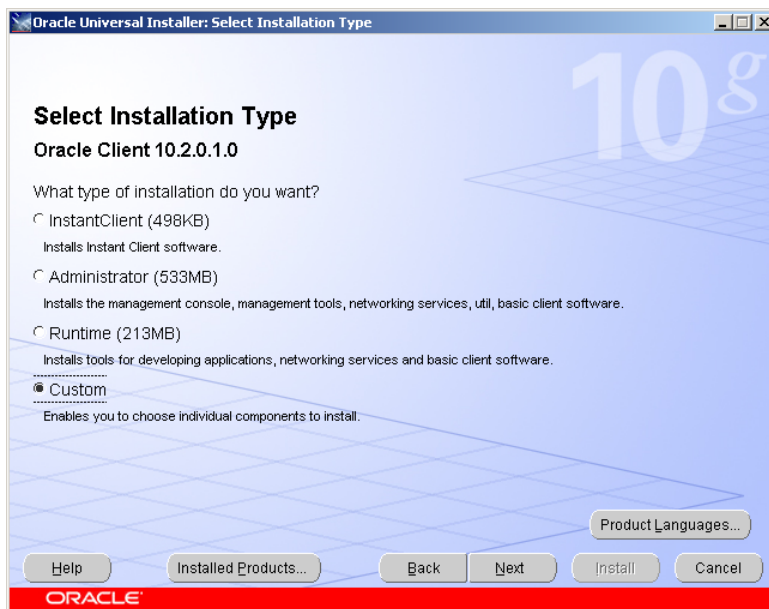 Oracle Universal Installer: Select Installation Type
10g
Select Installation Type
Oracle Client 10.2.0.1.0
What type of installation do you want?
InstantClient (498KB)
Installs Instant Client software.
Administrator (533MB)
Installs the management console, management tools, networking services, util, basic client software.
Runtime (213MB)
Installs tools for developing applications, networking services and basic client software.
Custom
Enables you to choose individual components to install.
Product Languages...
Help Installed Products... Back Next Install Cancel
ORACLE